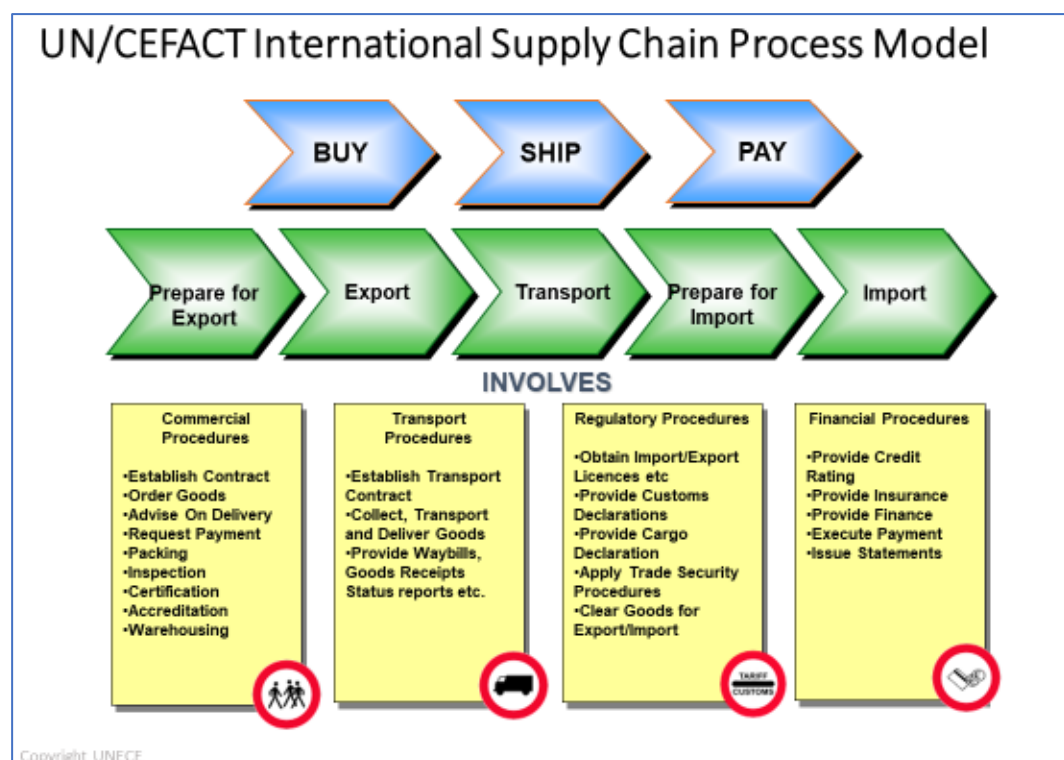 UN/CEFACT International Supply Chain Process Model
BUY
SHIP
PAY
Prepare for
Export
Export
Transport
Prepare for
Import
Import
INVOLVES
Commercial
Procedures
•Establish Contract
•Order Goods
•Advise On Delivery
•Request Payment
•Packing
•Inspection
•Certification
•Accreditation
•Warehousing
Transport
Procedures
•Establish Transport
Contract
•Collect, Transport
and Deliver Goods
•Provide Waybills,
Goods Receipts
Status reports etc.
Regulatory Procedures
•Obtain Import/Export
Licences etc
•Provide Customs
Declarations
•Provide Cargo
Declaration
•Apply Trade Security
Procedures
•Clear Goods for
Export/Import
TARIFF
CUSTOMS
Financial Procedures
•Provide Credit
Rating
•Provide Insurance
•Provide Finance
•Execute Payment
•Issue Statements
Copyright UNECE